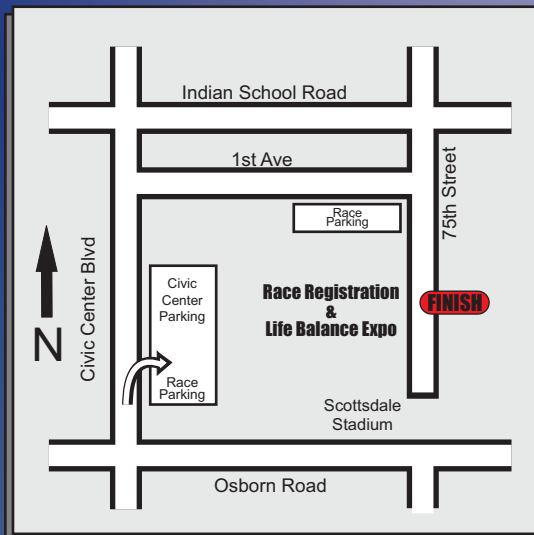 Indian School Road
1st Ave
75th Street
Race
Parking
Civic Center Blvd
N
Civic
Center
Parking
Race
Parking
Race Registration
&
Life Balance Expo
FINISH
Scottsdale
Stadium
Osborn Road